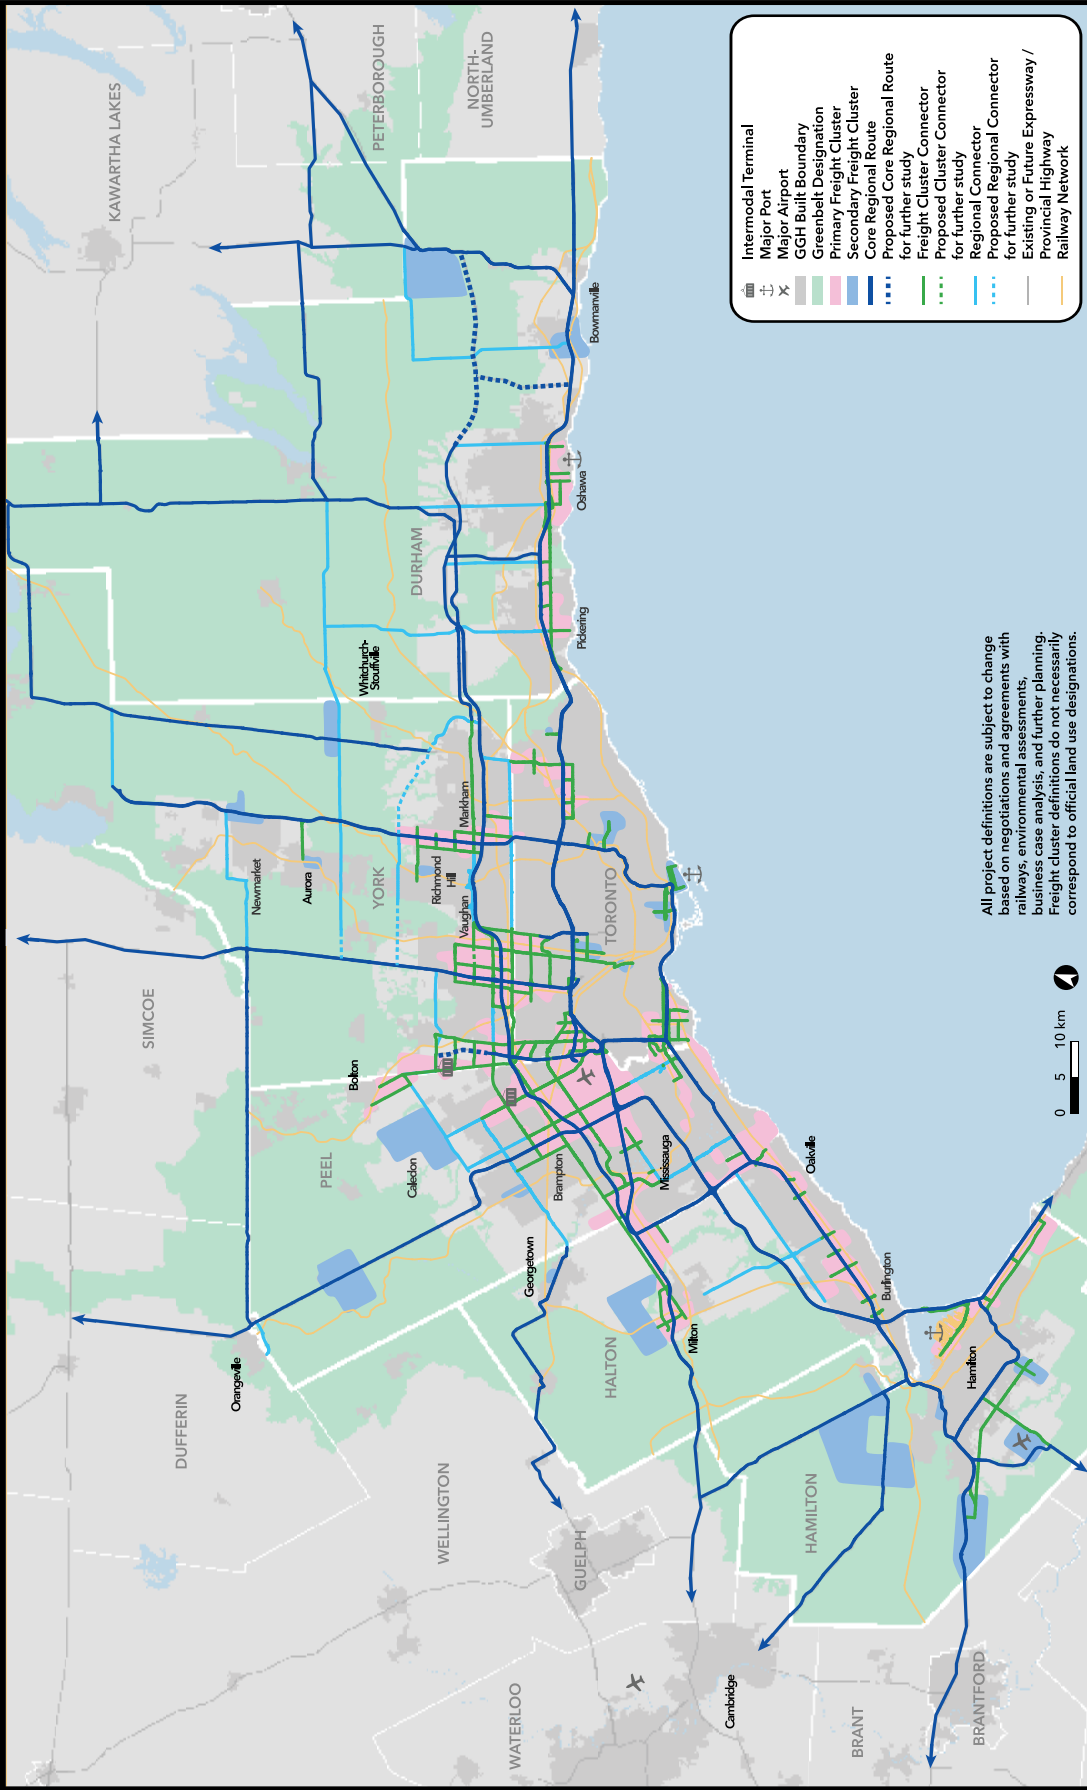 KAWARTHA LAKES
PETERBOROUGH
NORTH-
UMBERLAND
SIMCOE
DURHAM
Whitchurch-
Stouffville
Bowmanville
Oshawa
Pickering
YORK
Newmarket
Aurora
Richmond
Hill
Markham
Vaughan
TORONTO
PEEL
Bolton
Caledon
Brampton
Mississauga
DUFFERIN
Orangeville
Georgetown
HALTON
Milton
Oakville
Burlington
WELLINGTON
GUELPH
HAMILTON
Hamilton
WATERLOO
Cambridge
BRANT
BRANTFORD
Intermodal Terminal
Major Port
Major Airport
GGH Built Boundary
Greenbelt Designation
Primary Freight Cluster
Secondary Freight Cluster
Core Regional Route
Proposed Core Regional Route
for further study
Freight Cluster Connector
Proposed Cluster Connector
for further study
Regional Connector
Proposed Regional Connector
for further study
Existing or Future Expressway /
Provincial Highway
Railway Network
All project definitions are subject to change
based on negotiations and agreements with
railways, environmental assessments,
business case analysis, and further planning.
Freight cluster definitions do not necessarily
correspond to official land use designations.
0 5 10 km